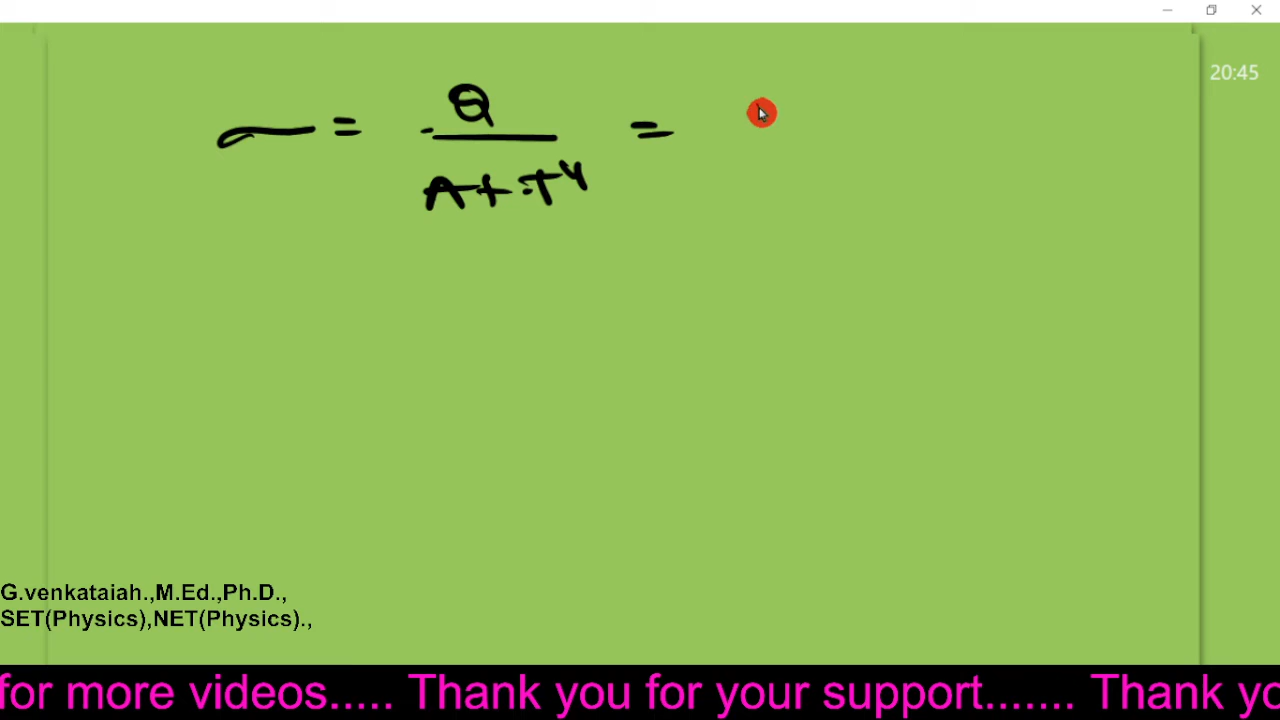 20:45
σ = Q / A t T⁴ =
G.venkataiah.,M.Ed.,Ph.D.,
SET(Physics),NET(Physics).,
for more videos..... Thank you for your support....... Thank yo